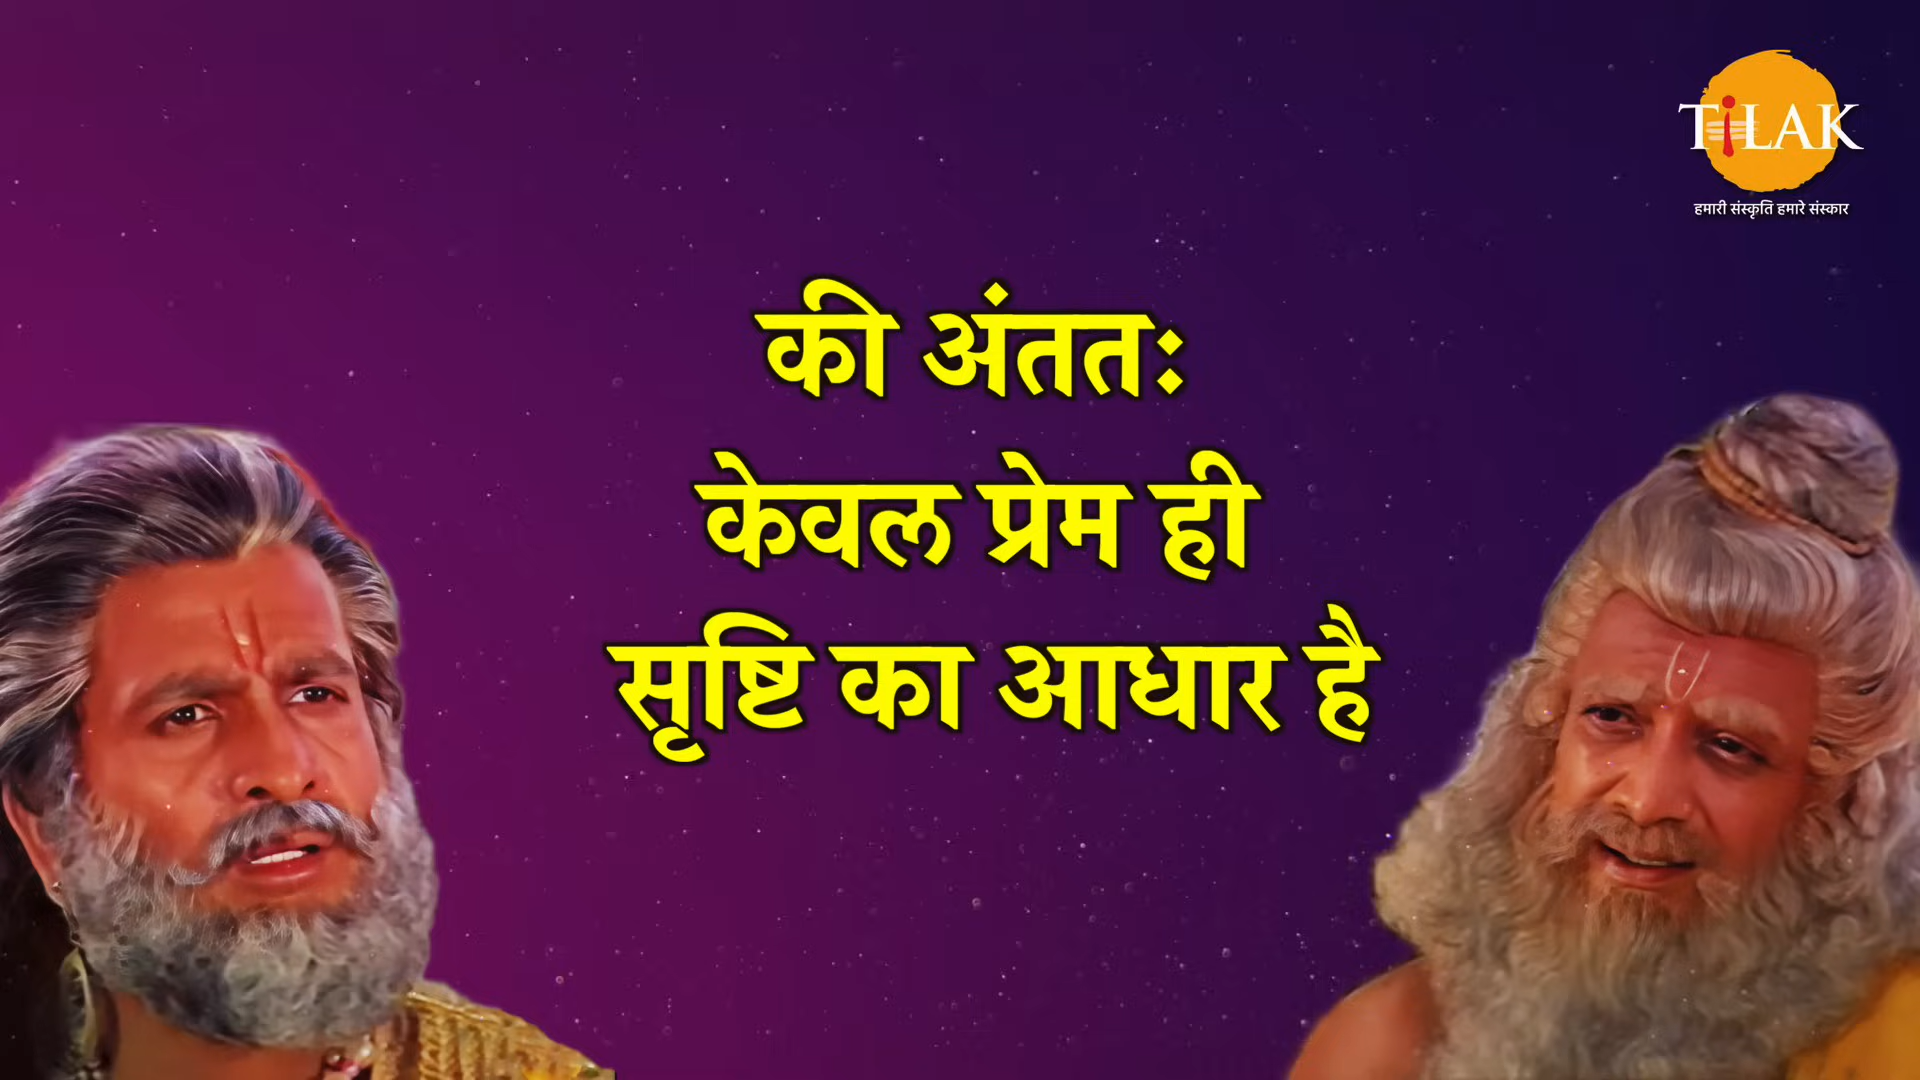 TiLAK
हमारी संस्कृति हमारे संस्कार
की अंततः
केवल प्रेम ही
सृष्टि का आधार है